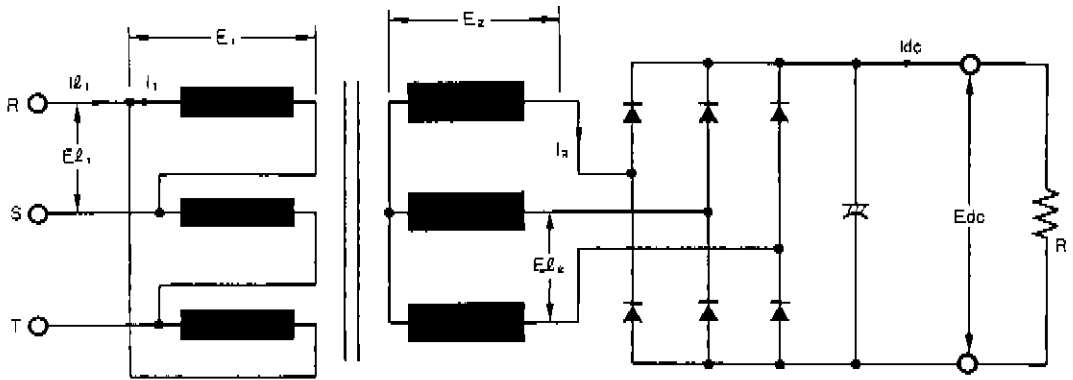 E₁
E₂
Iℓ₁
I₁
Idc
R
Eℓ₁
I₂
S
Eℓ₂
Edc
R
T